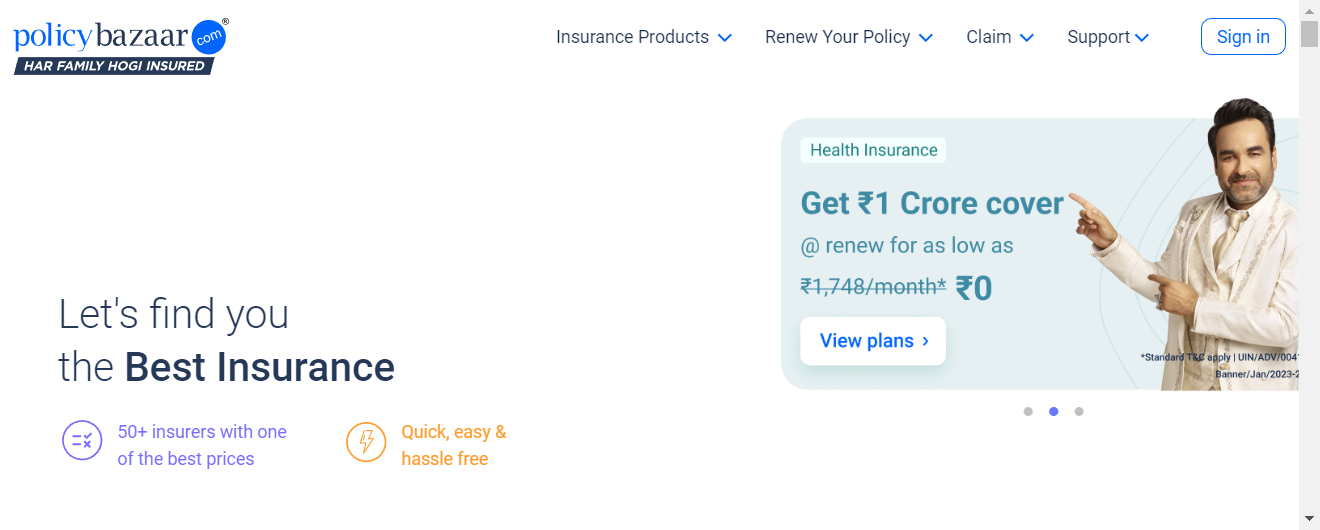 policybazaar.com®
HAR FAMILY HOGI INSURED
Insurance Products
Renew Your Policy
Claim
Support
Sign in
Health Insurance
Get ₹1 Crore cover
@ renew for as low as
₹1,748/month* ₹0
View plans ›
*Standard T&C apply | UIN/ADV/004
Banner/Jan/2023-2
Let's find you
the Best Insurance
50+ insurers with one
of the best prices
Quick, easy &
hassle free